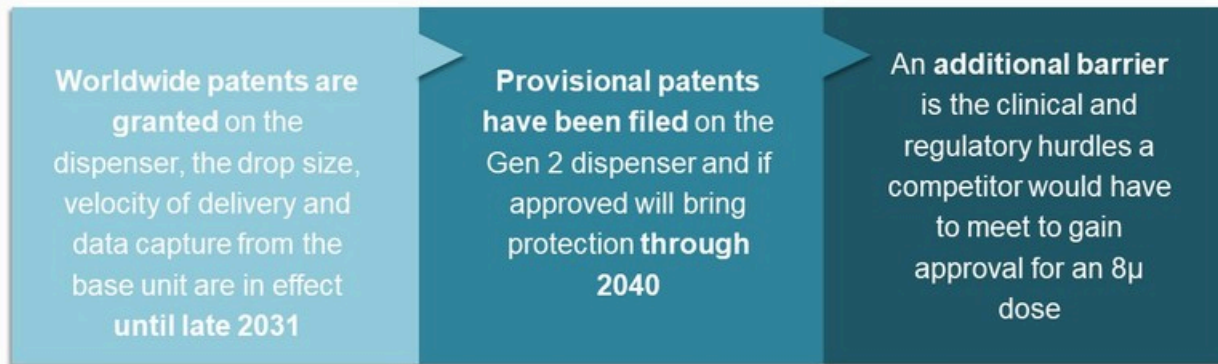 Worldwide patents are
granted on the
dispenser, the drop size,
velocity of delivery and
data capture from the
base unit are in effect
until late 2031
Provisional patents
have been filed on the
Gen 2 dispenser and if
approved will bring
protection through
2040
An additional barrier
is the clinical and
regulatory hurdles a
competitor would have
to meet to gain
approval for an 8µ
dose